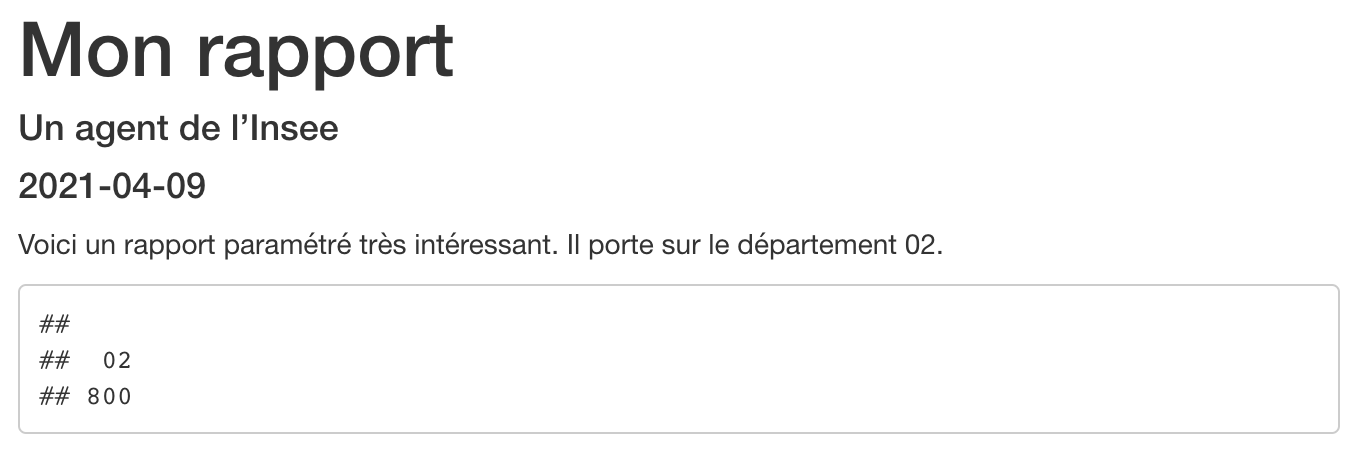 Mon rapport
Un agent de l’Insee
2021-04-09
Voici un rapport paramétré très intéressant. Il porte sur le département 02.
##
##  02
## 800